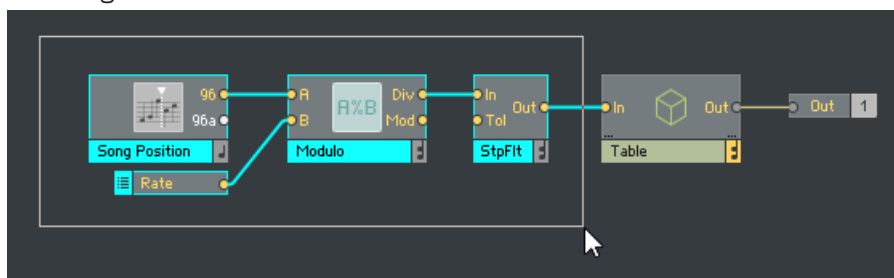 96
96a
Song Position
Rate
A
B
A%B
Div
Mod
Modulo
In
Tol
Out
StpFlt
In
Out
...
...
Table
Out 1